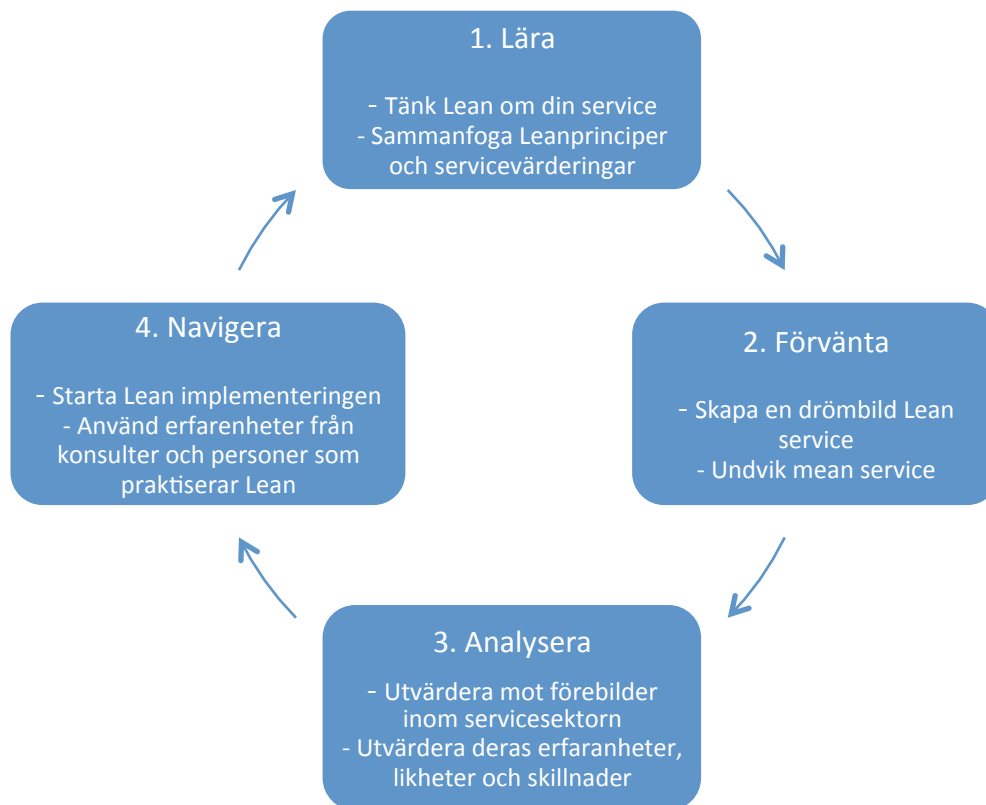 1. Lära
- Tänk Lean om din service
- Sammanfoga Leanprinciper
och servicevärderingar
2. Förvänta
- Skapa en drömbild Lean
service
- Undvik mean service
3. Analysera
- Utvärdera mot förebilder
inom servicesektorn
- Utvärdera deras erfaranheter,
likheter och skillnader
4. Navigera
- Starta Lean implementeringen
- Använd erfarenheter från
konsulter och personer som
praktiserar Lean